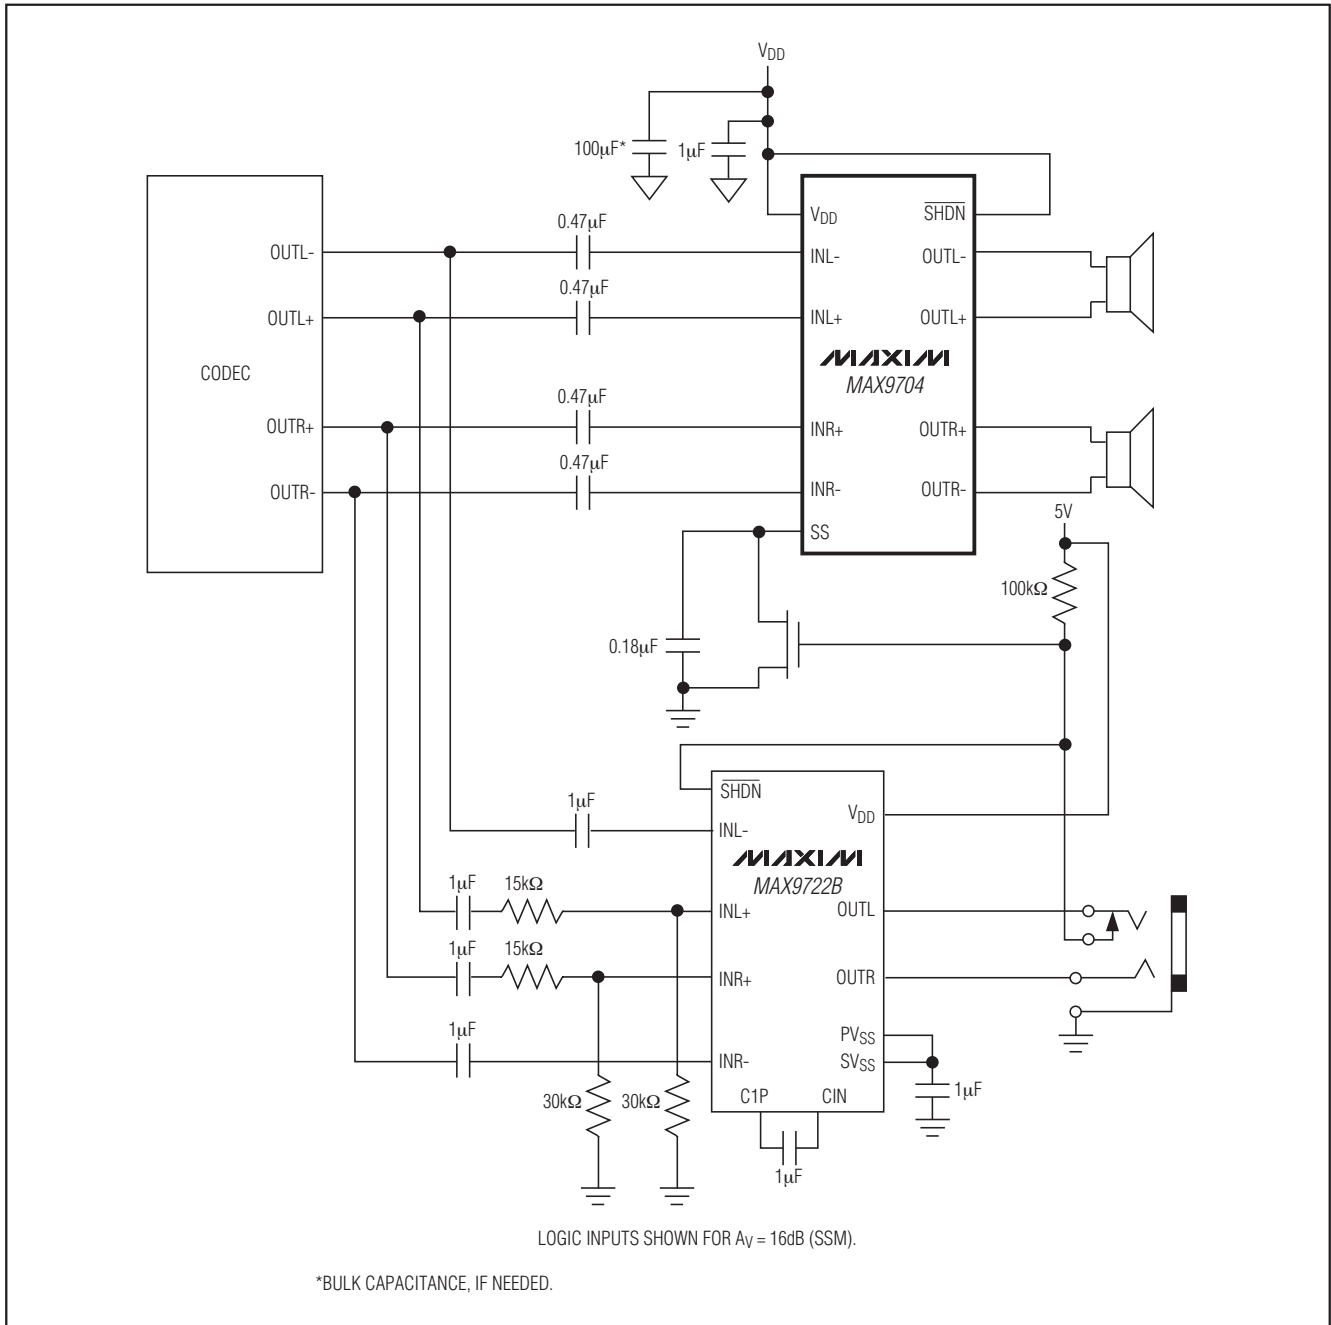 VDD
100µF*
1µF
VDD
SHDN
0.47µF
OUTL-
INL-
OUTL-
0.47µF
OUTL+
INL+
OUTL+
MAXIM
CODEC
MAX9704
0.47µF
OUTR+
INR+
OUTR+
0.47µF
OUTR-
INR-
OUTR-
5V
SS
100kΩ
0.18µF
SHDN
1µF
VDD
INL-
MAXIM
MAX9722B
1µF
15kΩ
INL+
OUTL
1µF
15kΩ
INR+
OUTR
1µF
PVSS
INR-
SVSS
1µF
30kΩ
30kΩ
C1P
CIN
1µF
LOGIC INPUTS SHOWN FOR AV = 16dB (SSM).
*BULK CAPACITANCE, IF NEEDED.